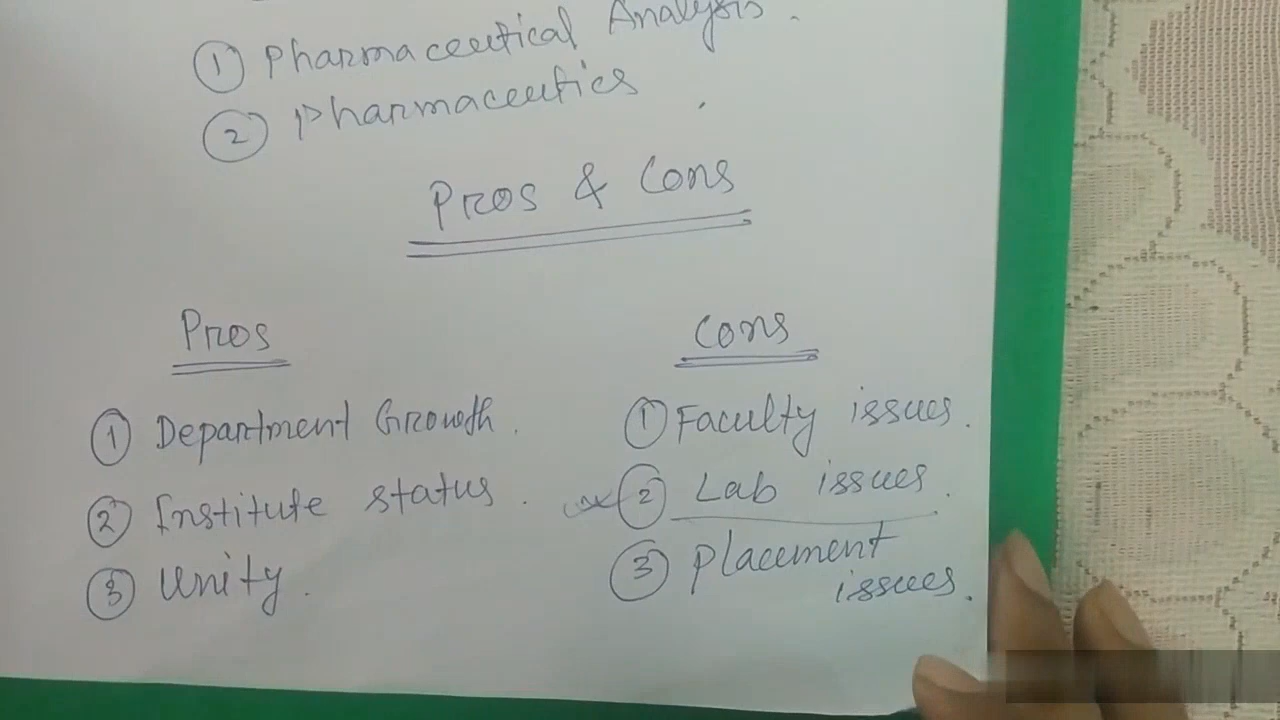 ① Pharmaceutical Analysis.
② Pharmaceutics
Pros & Cons
Pros
① Department Growth.
② Institute status.
③ Unity.
Cons
① Faculty issues.
② Lab issues.
③ Placement
issues.